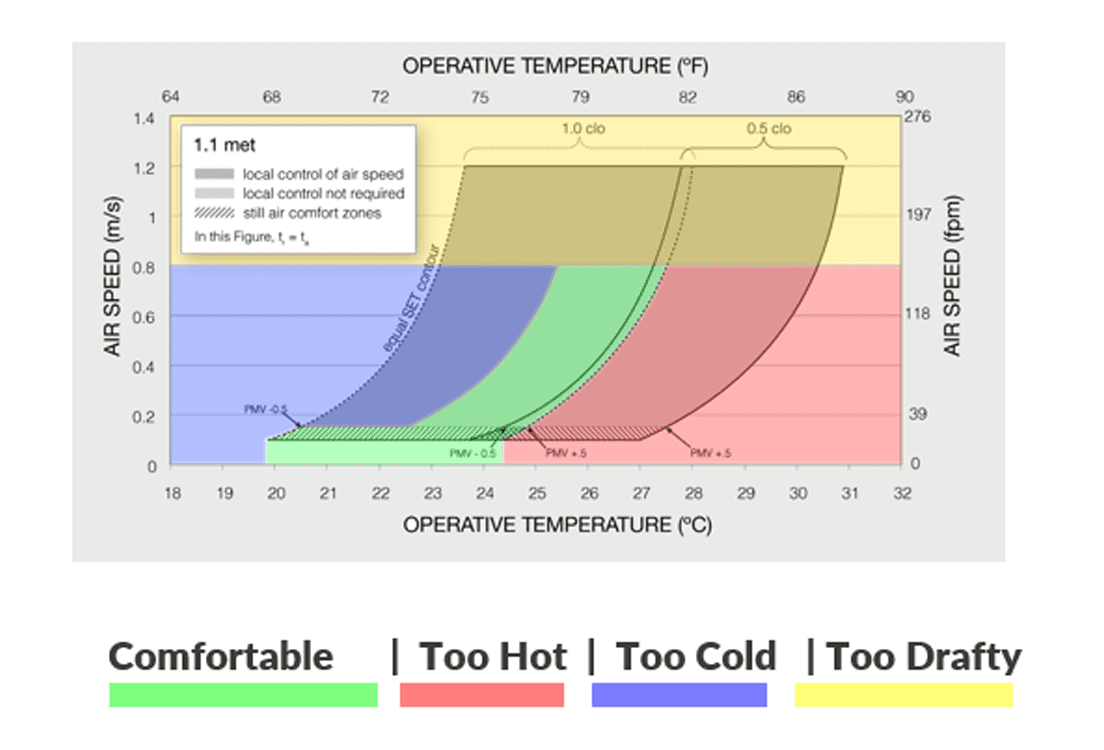 OPERATIVE TEMPERATURE (ºF)
64 68 72 75 79 82 86 90
1.4 276
1.0 clo 0.5 clo
1.1 met
local control of air speed
local control not required
still air comfort zones
In this Figure, tᵣ = tₐ
1.2
1 197
0.8
0.6 118
0.4
0.2 39
0 0
AIR SPEED (m/s)
AIR SPEED (fpm)
equal SET contour
PMV -0.5
PMV - 0.5 PMV +.5 PMV +.5
18 19 20 21 22 23 24 25 26 27 28 29 30 31 32
OPERATIVE TEMPERATURE (ºC)
Comfortable | Too Hot | Too Cold | Too Drafty